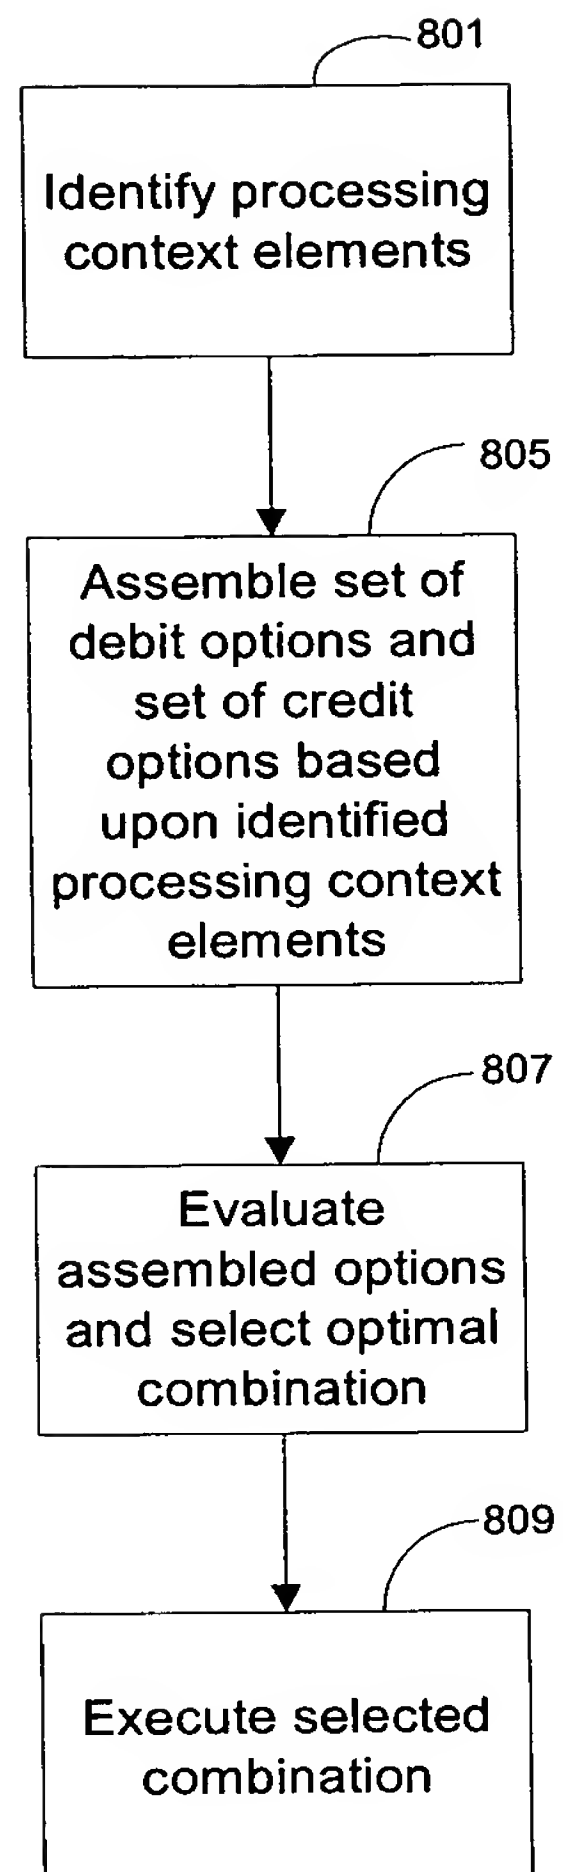 801
Identify processing
context elements
805
Assemble set of
debit options and
set of credit
options based
upon identified
processing context
elements
807
Evaluate
assembled options
and select optimal
combination
809
Execute selected
combination